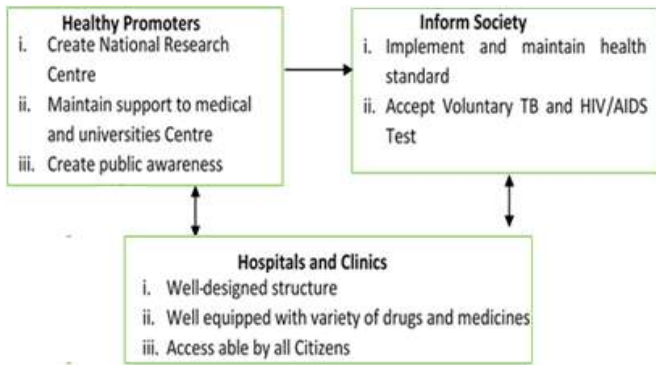 Healthy Promoters
i. Create National Research
Centre
ii. Maintain support to medical
and universities Centre
iii. Create public awareness
Inform Society
i. Implement and maintain health
standard
ii. Accept Voluntary TB and HIV/AIDS
Test
Hospitals and Clinics
i. Well-designed structure
ii. Well equipped with variety of drugs and medicines
iii. Access able by all Citizens